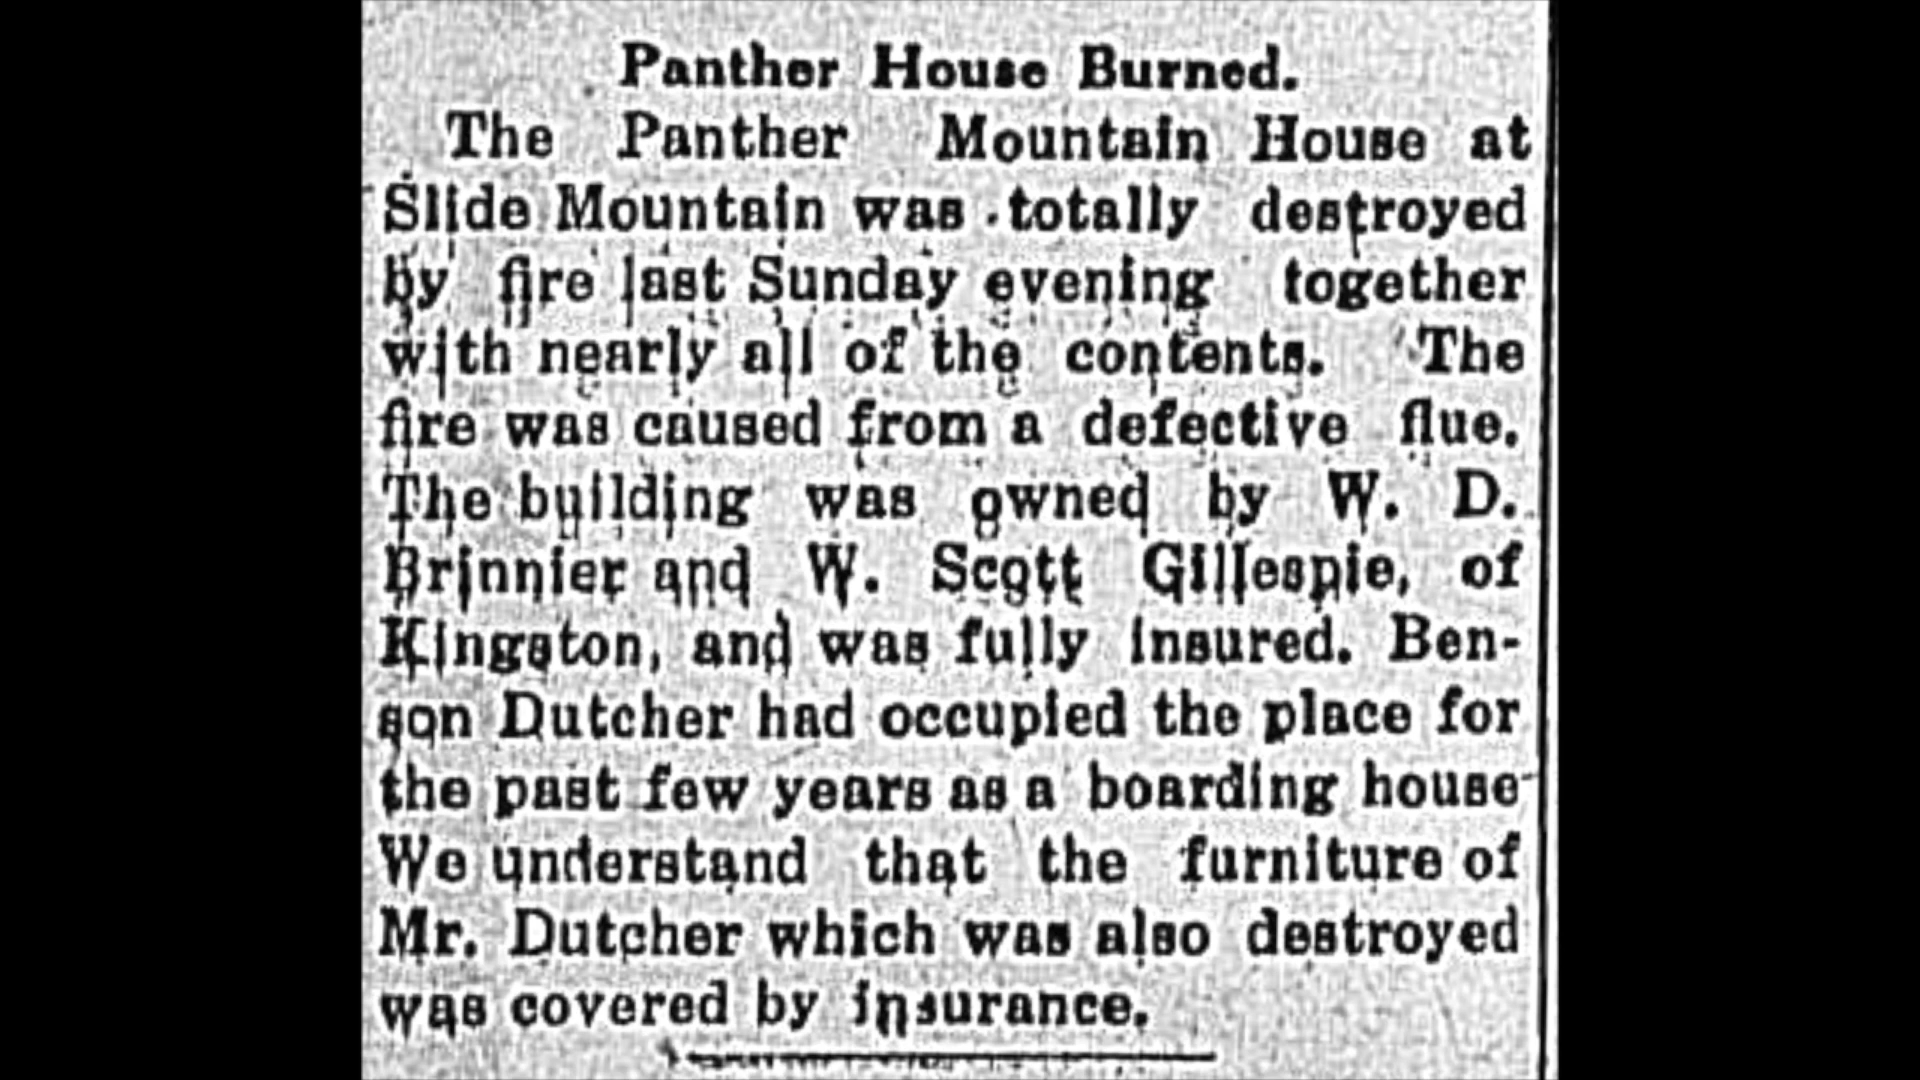 Panther House Burned.
The Panther Mountain House at
Slide Mountain was totally destroyed
by fire last Sunday evening together
with nearly all of the contents. The
fire was caused from a defective flue.
The building was owned by W. D.
Brinnier and W. Scott Gillespie, of
Kingston, and was fully insured. Ben-
son Dutcher had occupied the place for
the past few years as a boarding house
We understand that the furniture of
Mr. Dutcher which was also destroyed
was covered by insurance.